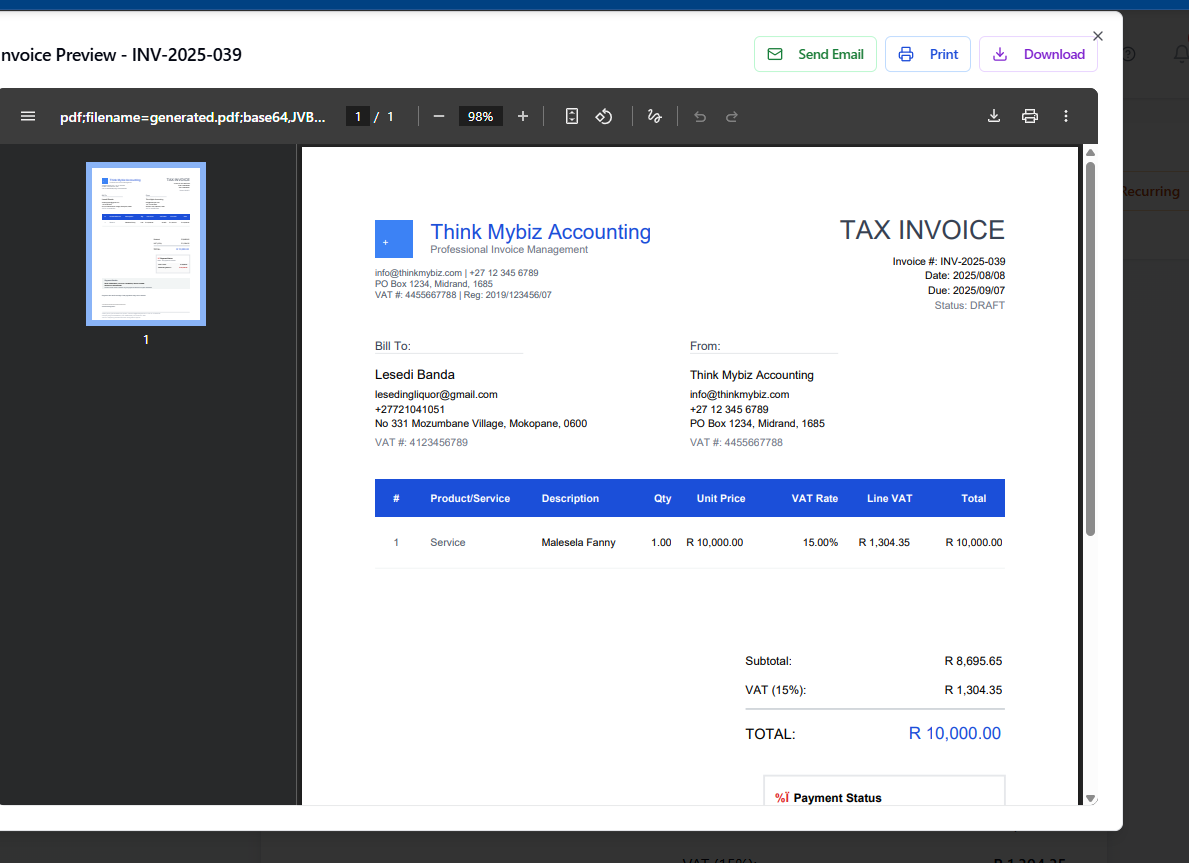 nvoice Preview - INV-2025-039
Send Email
Print
Download
pdf;filename=generated.pdf;base64,JVB...
1 / 1
98%
Recurring
1
Think Mybiz Accounting
Professional Invoice Management
info@thinkmybiz.com | +27 12 345 6789
PO Box 1234, Midrand, 1685
VAT #: 4455667788 | Reg: 2019/123456/07
TAX INVOICE
Invoice #: INV-2025-039
Date: 2025/08/08
Due: 2025/09/07
Status: DRAFT
Bill To:
Lesedi Banda
lesedingliquor@gmail.com
+27721041051
No 331 Mozumbane Village, Mokopane, 0600
VAT #: 4123456789
From:
Think Mybiz Accounting
info@thinkmybiz.com
+27 12 345 6789
PO Box 1234, Midrand, 1685
VAT #: 4455667788
# Product/Service Description Qty Unit Price VAT Rate Line VAT Total
1 Service Malesela Fanny 1.00 R 10,000.00 15.00% R 1,304.35 R 10,000.00
Subtotal: R 8,695.65
VAT (15%): R 1,304.35
TOTAL: R 10,000.00
%Ï Payment Status
VAT (15%): R 1,304.35